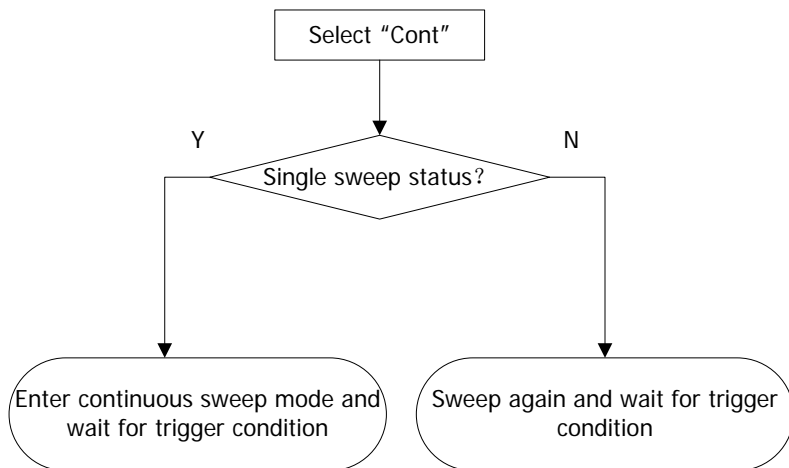 Select “Cont”
Y
N
Single sweep status？
Enter continuous sweep mode and
wait for trigger condition
Sweep again and wait for trigger
condition